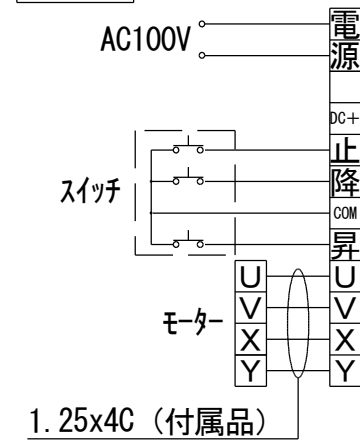 AC100V
電
源
DC+
止
降
COM
昇
スイッチ
モーター
U
V
X
Y
U
V
X
Y
1.25x4C (付属品)